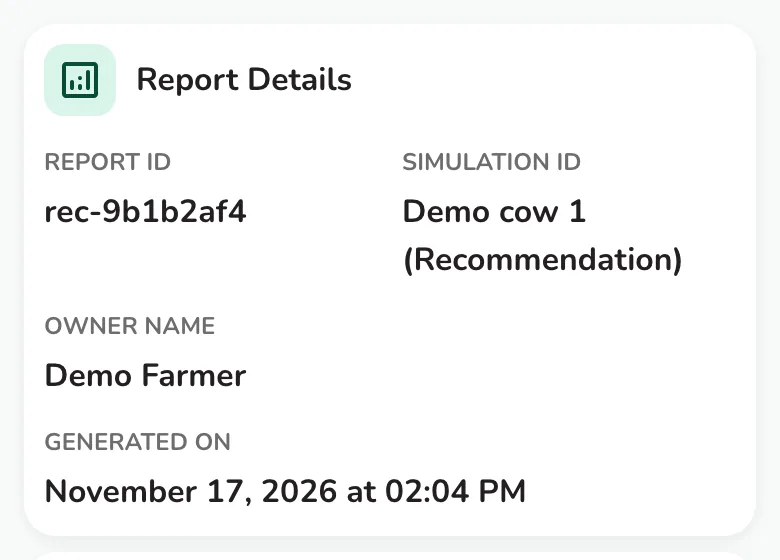 Report Details
REPORT ID
rec-9b1b2af4
SIMULATION ID
Demo cow 1
(Recommendation)
OWNER NAME
Demo Farmer
GENERATED ON
November 17, 2026 at 02:04 PM